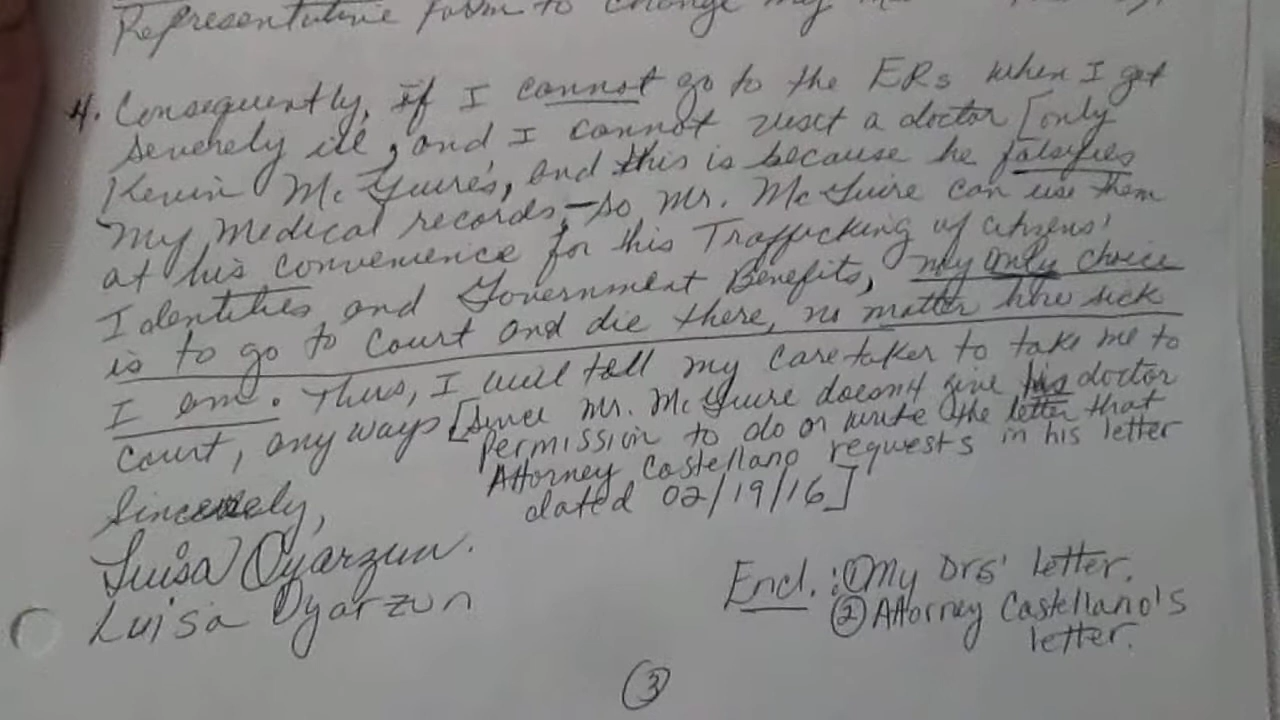 Representative form to change my
4. Consequently, if I cannot go to the ERs when I get
severely ill, and I cannot visit a doctor [only
Kevin McGuire's, and this is because he falsifies
my Medical records,-so, Mr. McGuire can use them
at his convenience for this Trafficking of citizens'
Identities and Government Benefits, my only choice
is to go to Court and die there, no matter how sick
I am. Thus, I will tell my caretaker to take me to
court, any ways [since Mr. McGuire doesn't give his doctor
permission to do or write the letter that
Attorney Castellano requests in his letter
dated 02/19/16]
Sincerely,
Luisa Oyarzun.
Luisa Oyarzun
Encl.: ① My Drs' letter.
② Attorney Castellano's
letter.
③